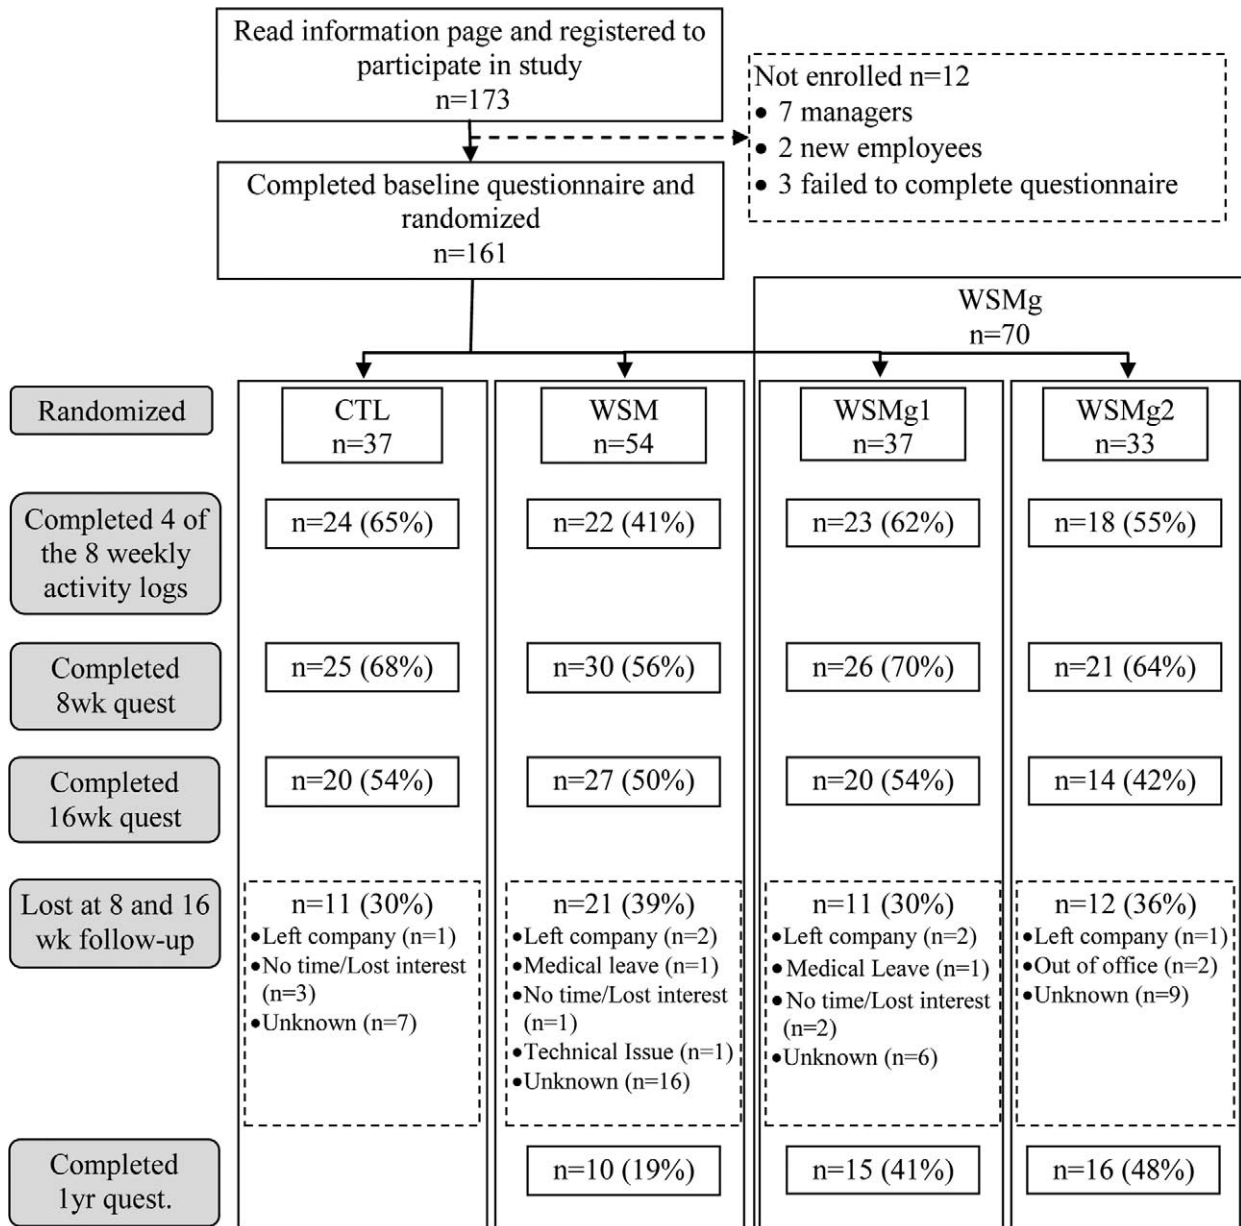 Read information page and registered to
participate in study
n=173
Not enrolled n=12
• 7 managers
• 2 new employees
• 3 failed to complete questionnaire
Completed baseline questionnaire and
randomized
n=161
WSMg
n=70
Randomized
CTL
n=37
WSM
n=54
WSMg1
n=37
WSMg2
n=33
Completed 4 of
the 8 weekly
activity logs
n=24 (65%)
n=22 (41%)
n=23 (62%)
n=18 (55%)
Completed
8wk quest
n=25 (68%)
n=30 (56%)
n=26 (70%)
n=21 (64%)
Completed
16wk quest
n=20 (54%)
n=27 (50%)
n=20 (54%)
n=14 (42%)
Lost at 8 and 16
wk follow-up
n=11 (30%)
•Left company (n=1)
•No time/Lost interest
(n=3)
•Unknown (n=7)
n=21 (39%)
•Left company (n=2)
•Medical leave (n=1)
•No time/Lost interest
(n=1)
•Technical Issue (n=1)
•Unknown (n=16)
n=11 (30%)
•Left company (n=2)
•Medical Leave (n=1)
•No time/Lost interest
(n=2)
•Unknown (n=6)
n=12 (36%)
•Left company (n=1)
•Out of office (n=2)
•Unknown (n=9)
Completed
1yr quest.
n=10 (19%)
n=15 (41%)
n=16 (48%)